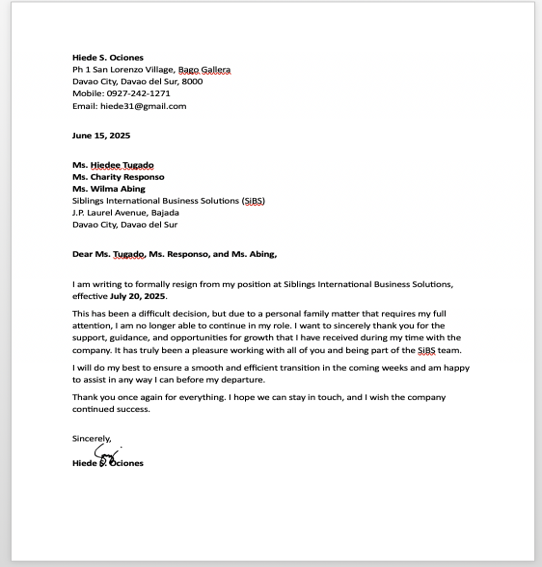 Hiede S. Ociones
Ph 1 San Lorenzo Village, Bago Gallera
Davao City, Davao del Sur, 8000
Mobile: 0927-242-1271
Email: hiede31@gmail.com
June 15, 2025
Ms. Hiedee Tugado
Ms. Charity Responso
Ms. Wilma Abing
Siblings International Business Solutions (SiBS)
J.P. Laurel Avenue, Bajada
Davao City, Davao del Sur
Dear Ms. Tugado, Ms. Responso, and Ms. Abing,
I am writing to formally resign from my position at Siblings International Business Solutions,
effective July 20, 2025.
This has been a difficult decision, but due to a personal family matter that requires my full
attention, I am no longer able to continue in my role. I want to sincerely thank you for the
support, guidance, and opportunities for growth that I have received during my time with the
company. It has truly been a pleasure working with all of you and being part of the SiBS team.
I will do my best to ensure a smooth and efficient transition in the coming weeks and am happy
to assist in any way I can before my departure.
Thank you once again for everything. I hope we can stay in touch, and I wish the company
continued success.
Sincerely,
Hiede S. Ociones